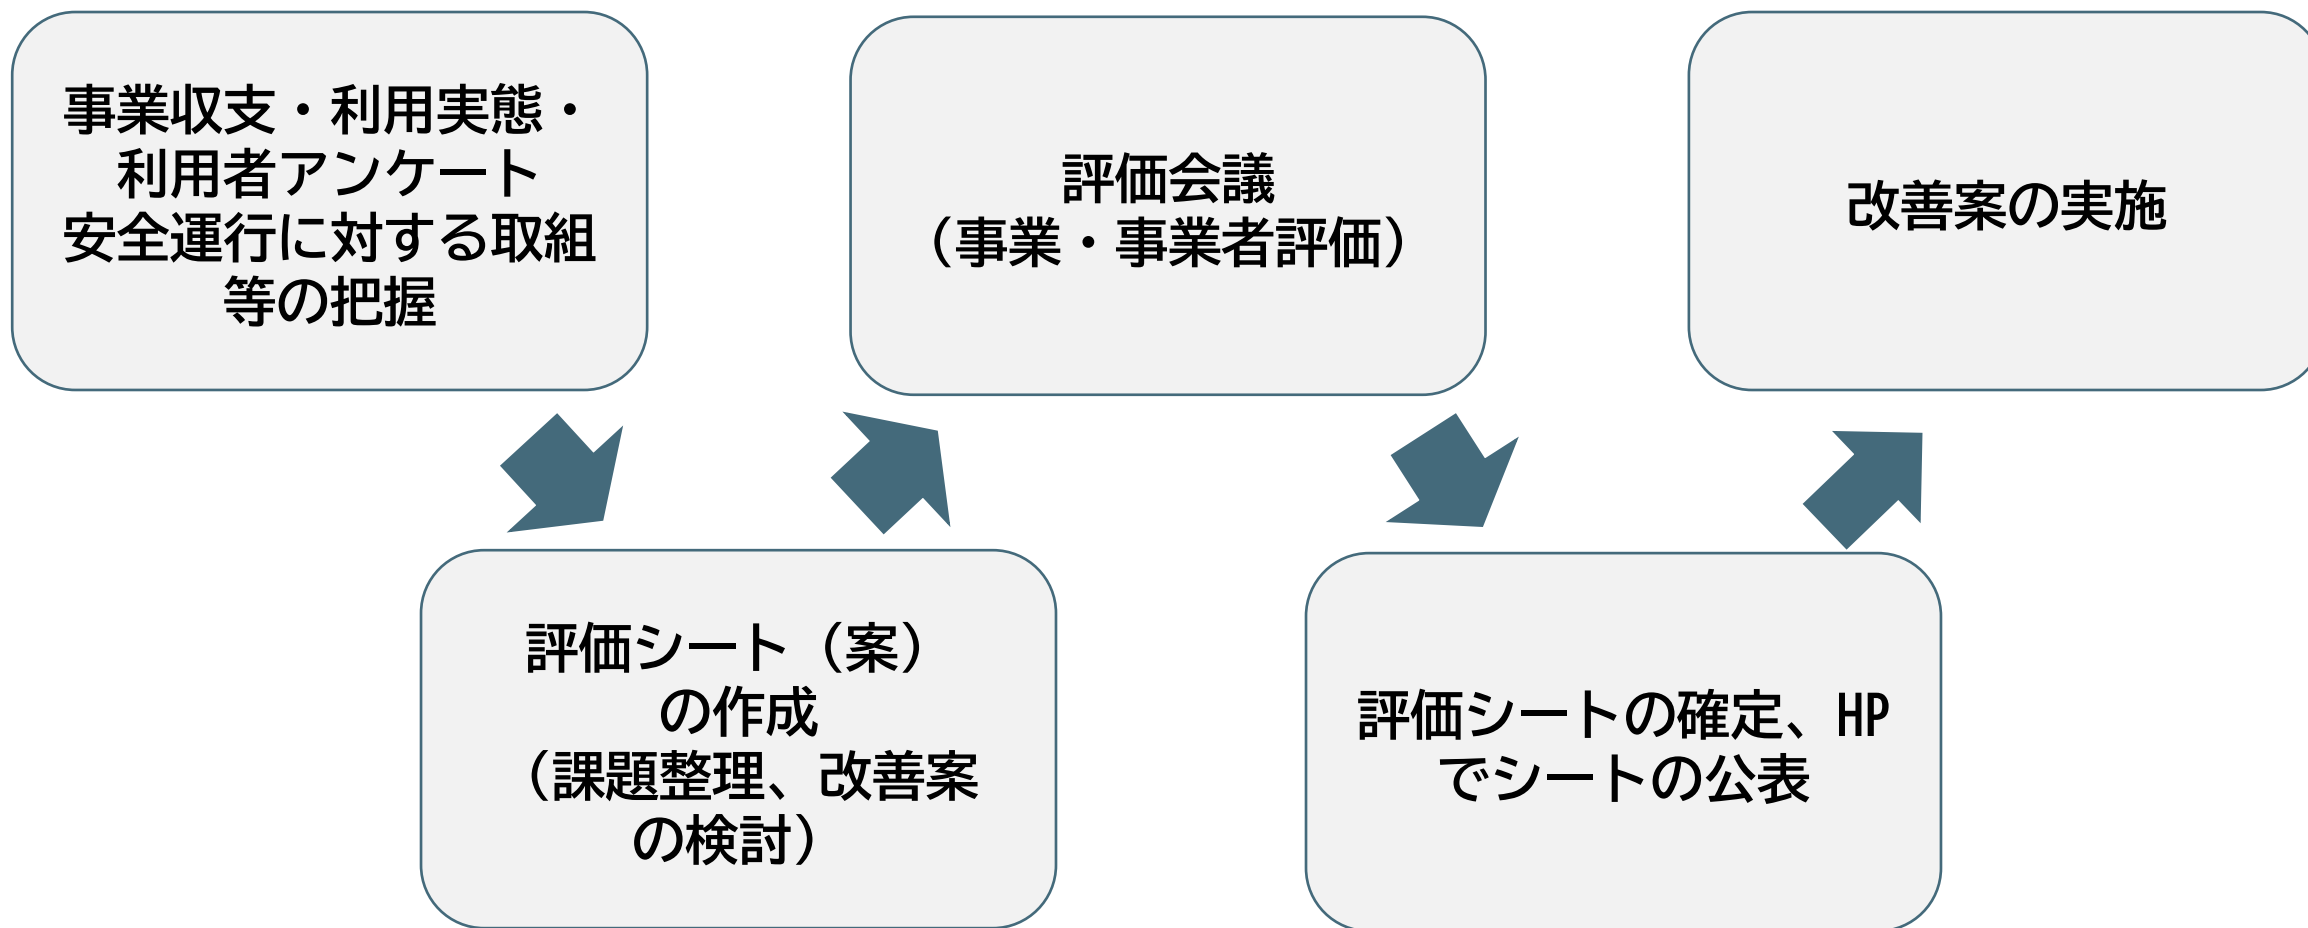 事業収支・利用実態・
利用者アンケート
安全運行に対する取組
等の把握
評価シート（案）
の作成
（課題整理、改善案
の検討）
評価会議
（事業・事業者評価）
評価シートの確定、HP
でシートの公表
改善案の実施